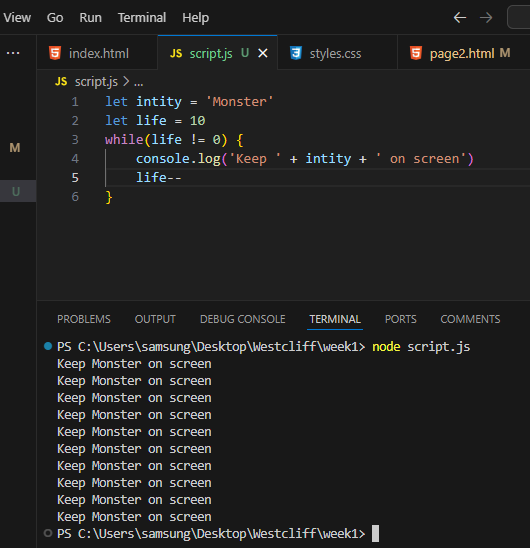 View Go Run Terminal Help
... index.html JS script.js U styles.css page2.html M
JS script.js > ...
1 let intity = 'Monster'
2 let life = 10
3 while(life != 0) {
M
4 console.log('Keep ' + intity + ' on screen')
U 5 life--
6 }
PROBLEMS OUTPUT DEBUG CONSOLE TERMINAL PORTS COMMENTS
PS C:\Users\samsung\Desktop\Westcliff\week1> node script.js
Keep Monster on screen
Keep Monster on screen
Keep Monster on screen
Keep Monster on screen
Keep Monster on screen
Keep Monster on screen
Keep Monster on screen
Keep Monster on screen
Keep Monster on screen
Keep Monster on screen
PS C:\Users\samsung\Desktop\Westcliff\week1>